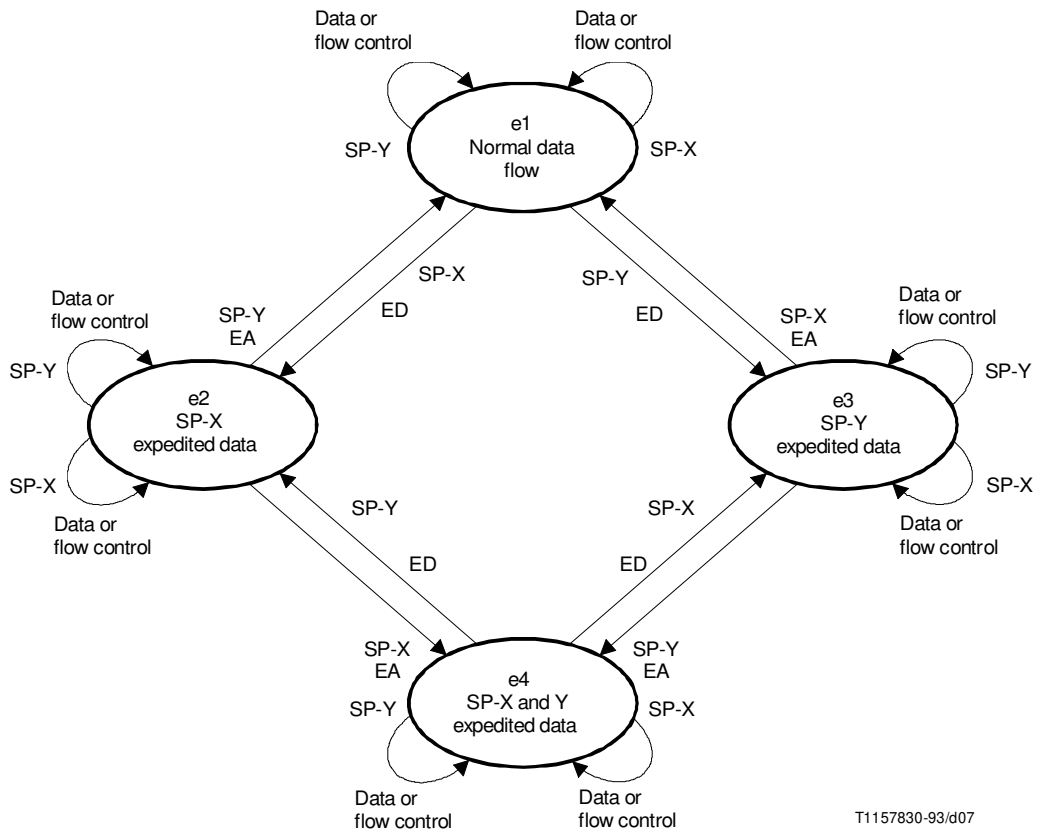 Data or
flow control
Data or
flow control
e1
Normal data
flow
SP-Y
SP-X
SP-X
ED
SP-Y
ED
SP-Y
EA
SP-X
EA
Data or
flow control
Data or
flow control
SP-Y
SP-Y
e2
SP-X
expedited data
e3
SP-Y
expedited data
SP-X
SP-X
Data or
flow control
Data or
flow control
SP-Y
ED
SP-X
ED
SP-X
EA
SP-Y
EA
SP-Y
SP-X
e4
SP-X and Y
expedited data
Data or
flow control
Data or
flow control
T1157830-93/d07